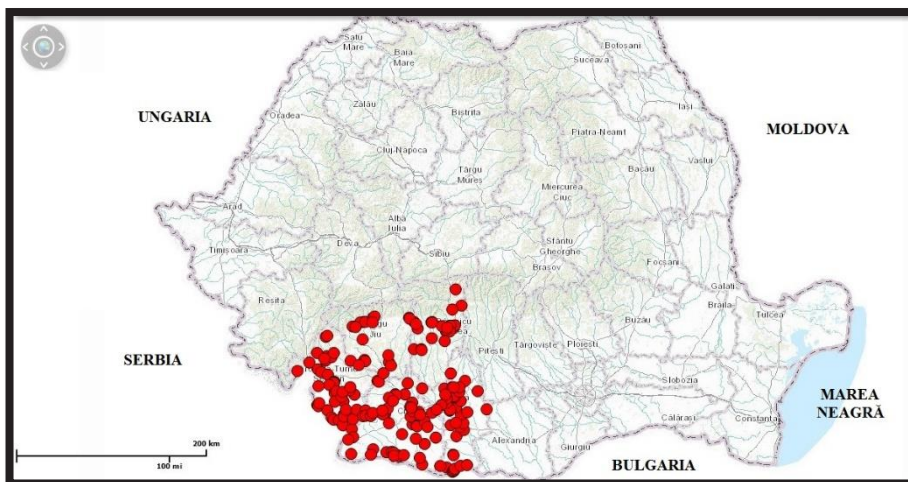 Satu
Mare
Baia
Mare
Botosani
Suceava
UNGARIA
Zalău
Bistrita
Iasi
Oradea
MOLDOVA
Cluj-Napoca
Piatra-Neamt
Târgu
Mures
Bacău
Vaslui
Miercurea
Ciuc
Arad
Alba
Iulia
Timisoara
Deva
Sibiu
Sfântu
Gheorghe
Brasov
Focsani
Galati
Resita
Brăila
Tulcea
Buzău
Jiu
SERBIA
Pitesti
Târgoviste
Ploiesti
Slobozia
MAREA
NEAGRĂ
Călărasi
Constanta
Alexandria
Giurgiu
200 km
100 mi
BULGARIA